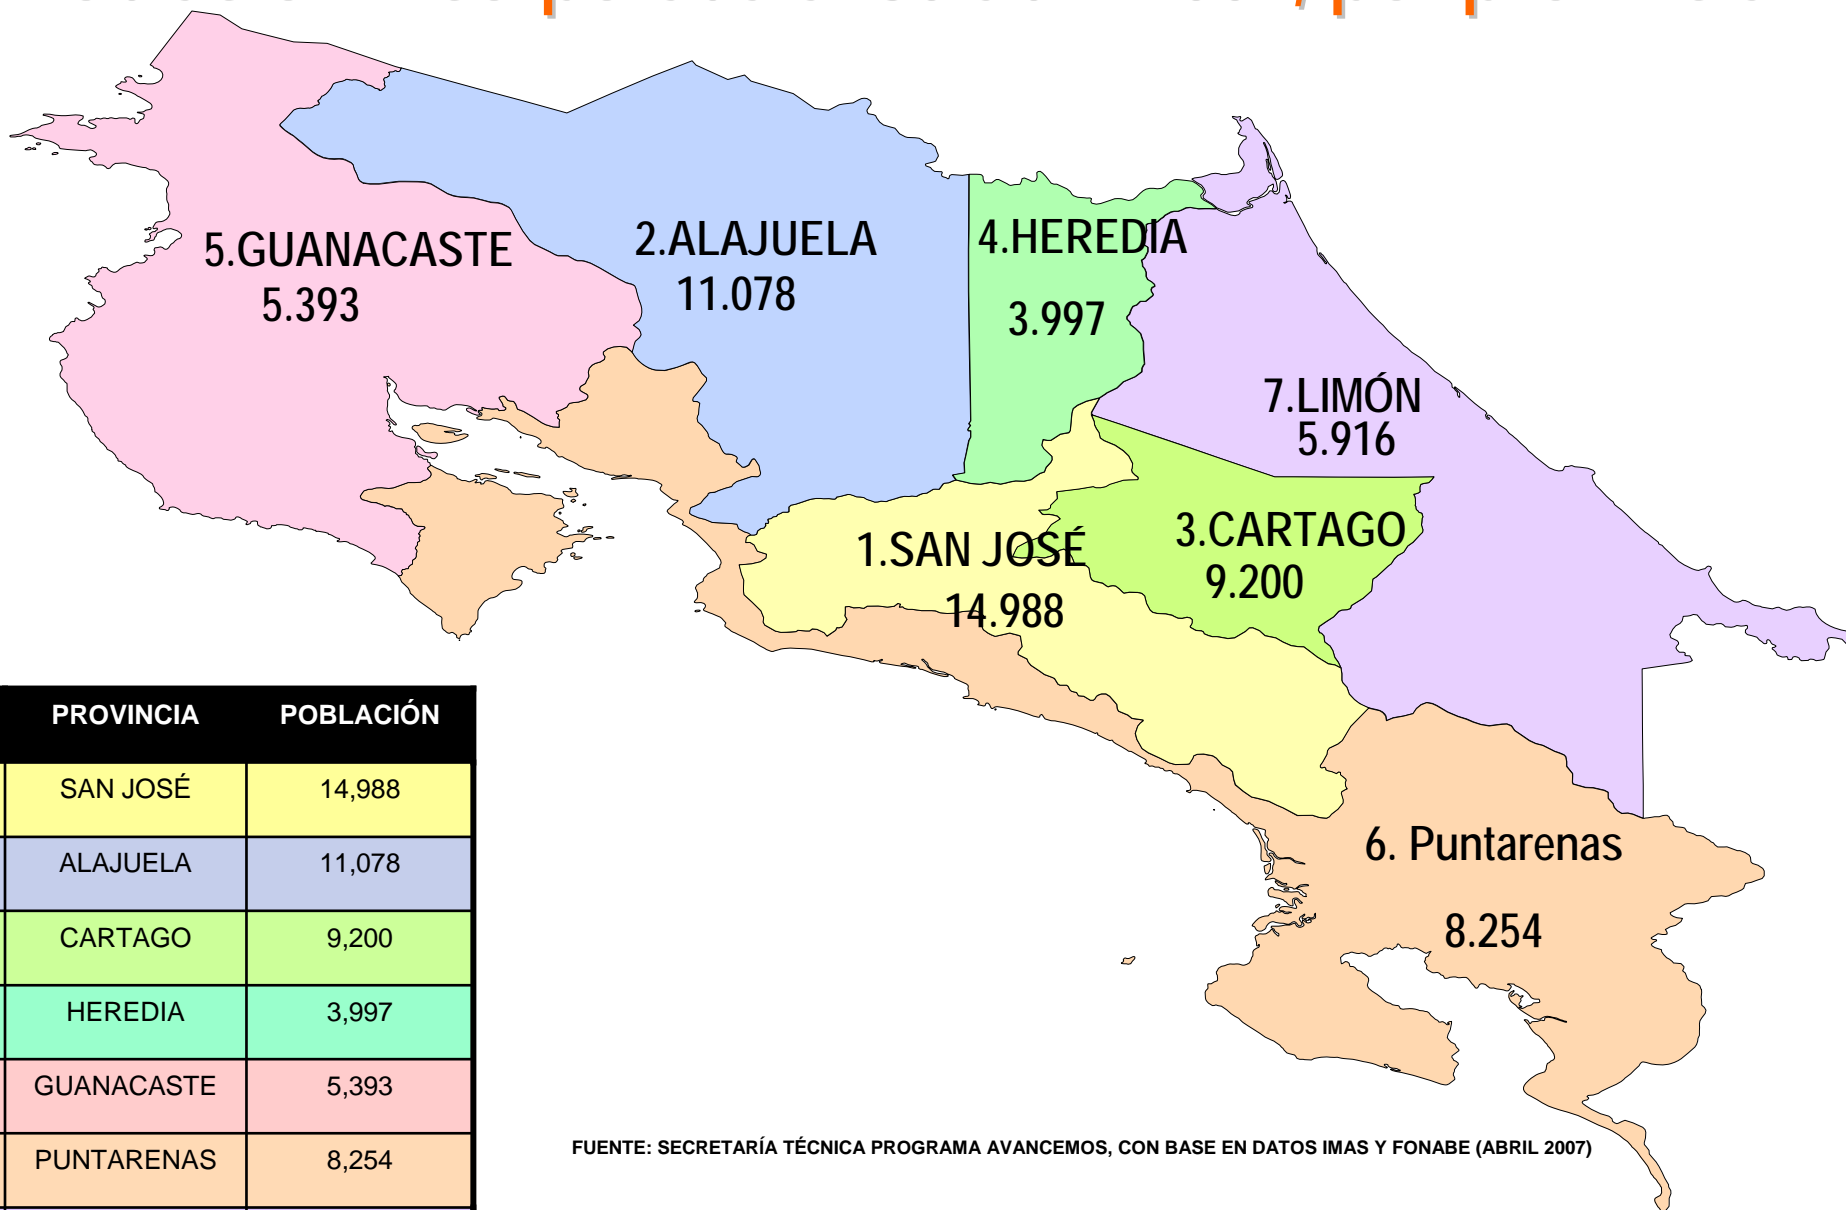 5.GUANACASTE
5.393
2.ALAJUELA
11.078
4.HEREDIA
3.997
7.LIMÓN
5.916
1.SAN JOSÉ
14.988
3.CARTAGO
9.200
6. Puntarenas
8.254
PROVINCIA POBLACIÓN
SAN JOSÉ 14,988
ALAJUELA 11,078
CARTAGO 9,200
HEREDIA 3,997
GUANACASTE 5,393
PUNTARENAS 8,254
FUENTE: SECRETARÍA TÉCNICA PROGRAMA AVANCEMOS, CON BASE EN DATOS IMAS Y FONABE (ABRIL 2007)